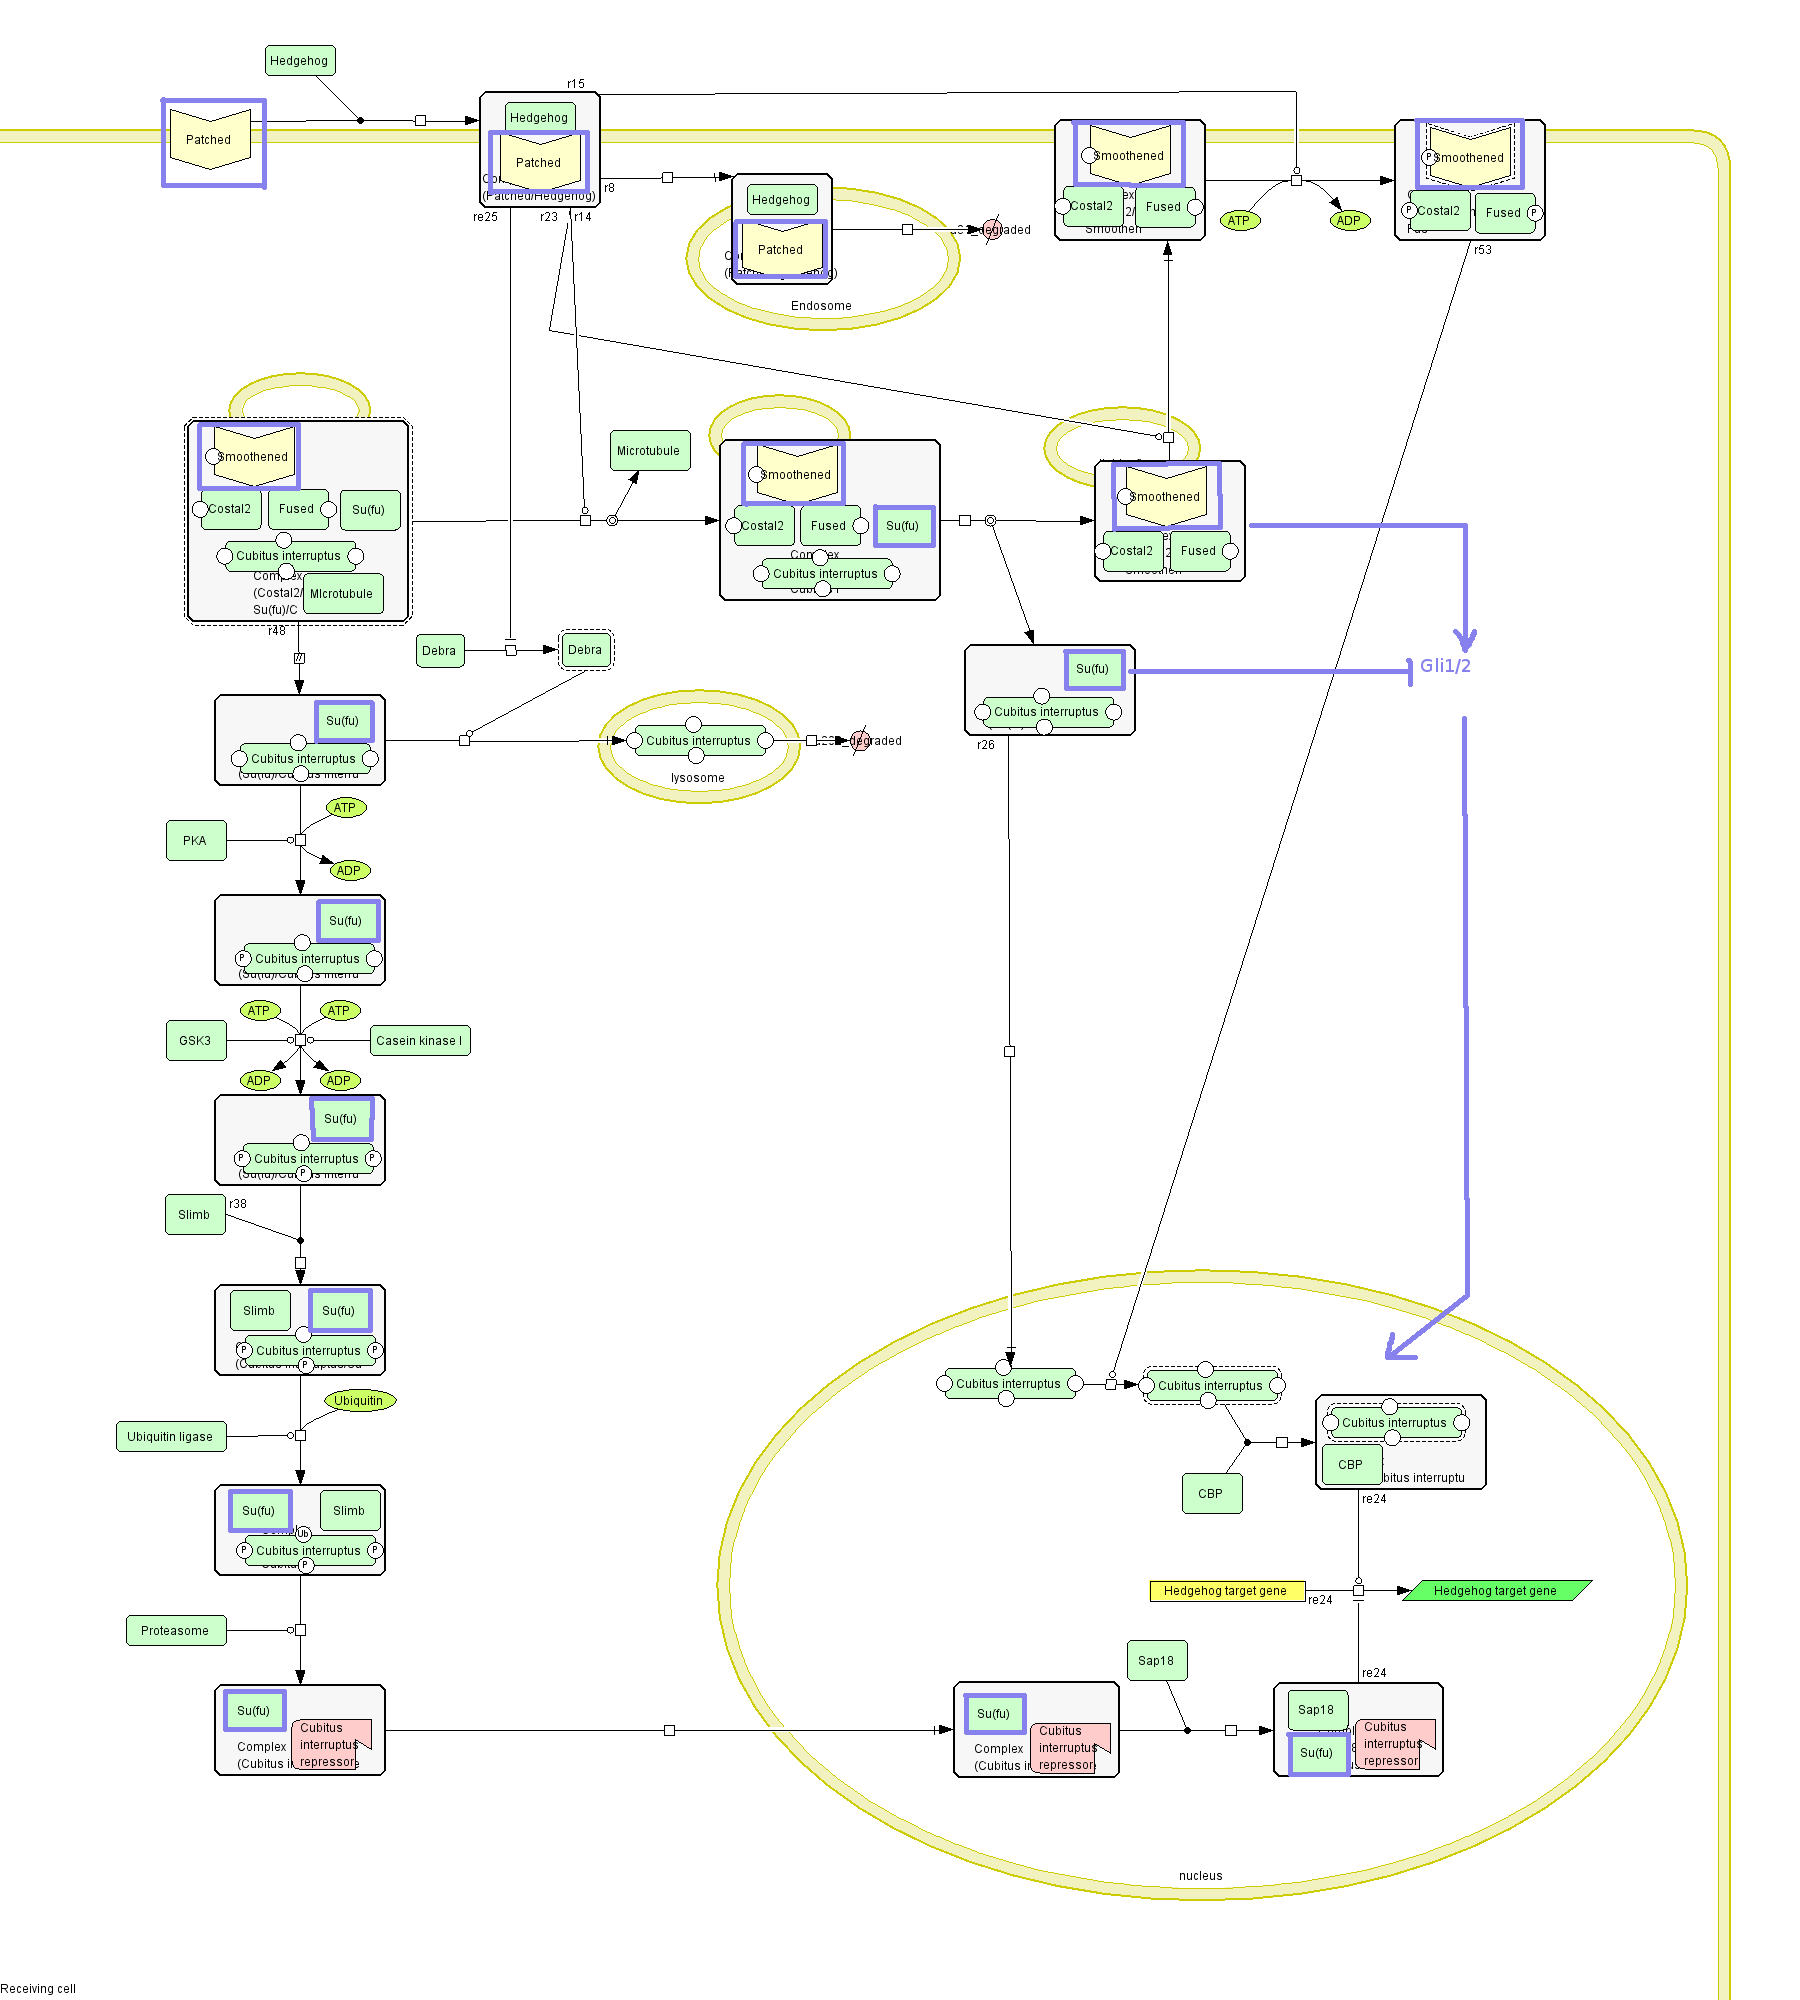 Hedgehog
Patched
r15
Hedgehog
Patched
(Patched/Hedgehog)
r8
re25
r23
r14
Hedgehog
Patched
Endosome
degraded
Smoothened
Costal2
Fused
Smoothen
ATP
ADP
P
Smoothened
P
Costal2
Fused
P
r53
Smoothened
Costal2
Fused
Su(fu)
Cubitus interruptus
(Costal2/
Su(fu)/C
MIcrotubule
r48
Microtubule
Smoothened
Costal2
Fused
Su(fu)
Cubitus interruptus
Smoothened
Costal2
Fused
Debra
Debra
Su(fu)
Cubitus interruptus
r26
Gli1/2
Su(fu)
Cubitus interruptus
Cubitus interruptus
lysosome
degraded
ATP
PKA
ADP
Su(fu)
P
Cubitus interruptus
ATP
ATP
GSK3
Casein kinase I
ADP
ADP
Su(fu)
P
Cubitus interruptus
P
P
Slimb
r38
Slimb
Su(fu)
P
Cubitus interruptus
P
P
Ubiquitin
Ubiquitin ligase
Su(fu)
Slimb
Ub
P
Cubitus interruptus
P
P
Proteasome
Su(fu)
Cubitus
interruptus
repressor
Complex
Cubitus interruptus
Cubitus interruptus
CBP
Cubitus interruptus
CBP
bitus interruptu
re24
Hedgehog target gene
re24
Hedgehog target gene
re24
Sap18
Su(fu)
Cubitus
interruptus
repressor
Complex
Sap18
Su(fu)
Cubitus
interruptus
repressor
nucleus
Receiving cell